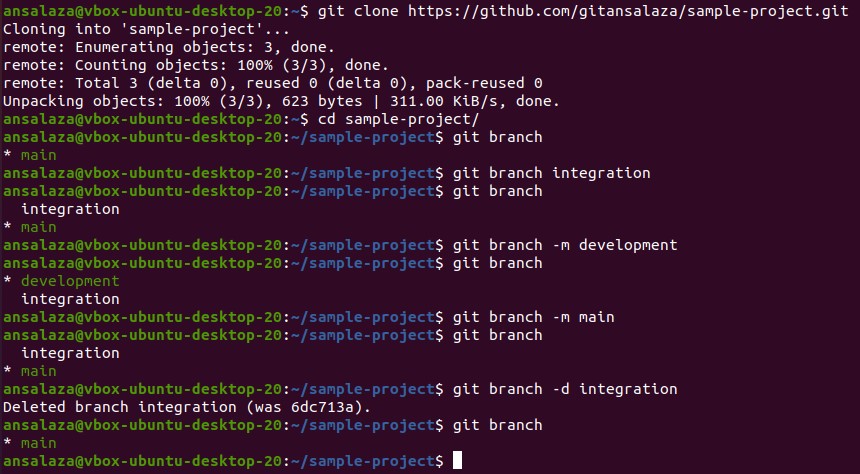 ansalaza@vbox-ubuntu-desktop-20:~$ git clone https://github.com/gitansalaza/sample-project.git
Cloning into 'sample-project'...
remote: Enumerating objects: 3, done.
remote: Counting objects: 100% (3/3), done.
remote: Total 3 (delta 0), reused 0 (delta 0), pack-reused 0
Unpacking objects: 100% (3/3), 623 bytes | 311.00 KiB/s, done.
ansalaza@vbox-ubuntu-desktop-20:~$ cd sample-project/
ansalaza@vbox-ubuntu-desktop-20:~/sample-project$ git branch
* main
ansalaza@vbox-ubuntu-desktop-20:~/sample-project$ git branch integration
ansalaza@vbox-ubuntu-desktop-20:~/sample-project$ git branch
  integration
* main
ansalaza@vbox-ubuntu-desktop-20:~/sample-project$ git branch -m development
ansalaza@vbox-ubuntu-desktop-20:~/sample-project$ git branch
* development
  integration
ansalaza@vbox-ubuntu-desktop-20:~/sample-project$ git branch -m main
ansalaza@vbox-ubuntu-desktop-20:~/sample-project$ git branch
  integration
* main
ansalaza@vbox-ubuntu-desktop-20:~/sample-project$ git branch -d integration
Deleted branch integration (was 6dc713a).
ansalaza@vbox-ubuntu-desktop-20:~/sample-project$ git branch
* main
ansalaza@vbox-ubuntu-desktop-20:~/sample-project$